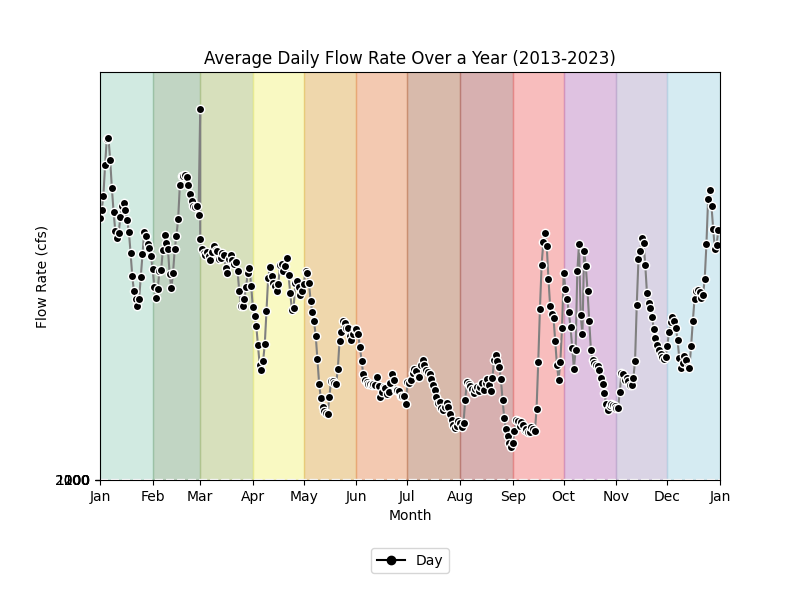 Average Daily Flow Rate Over a Year (2013-2023)
Flow Rate (cfs)
Jan Feb Mar Apr May Jun Jul Aug Sep Oct Nov Dec Jan
Month
Day